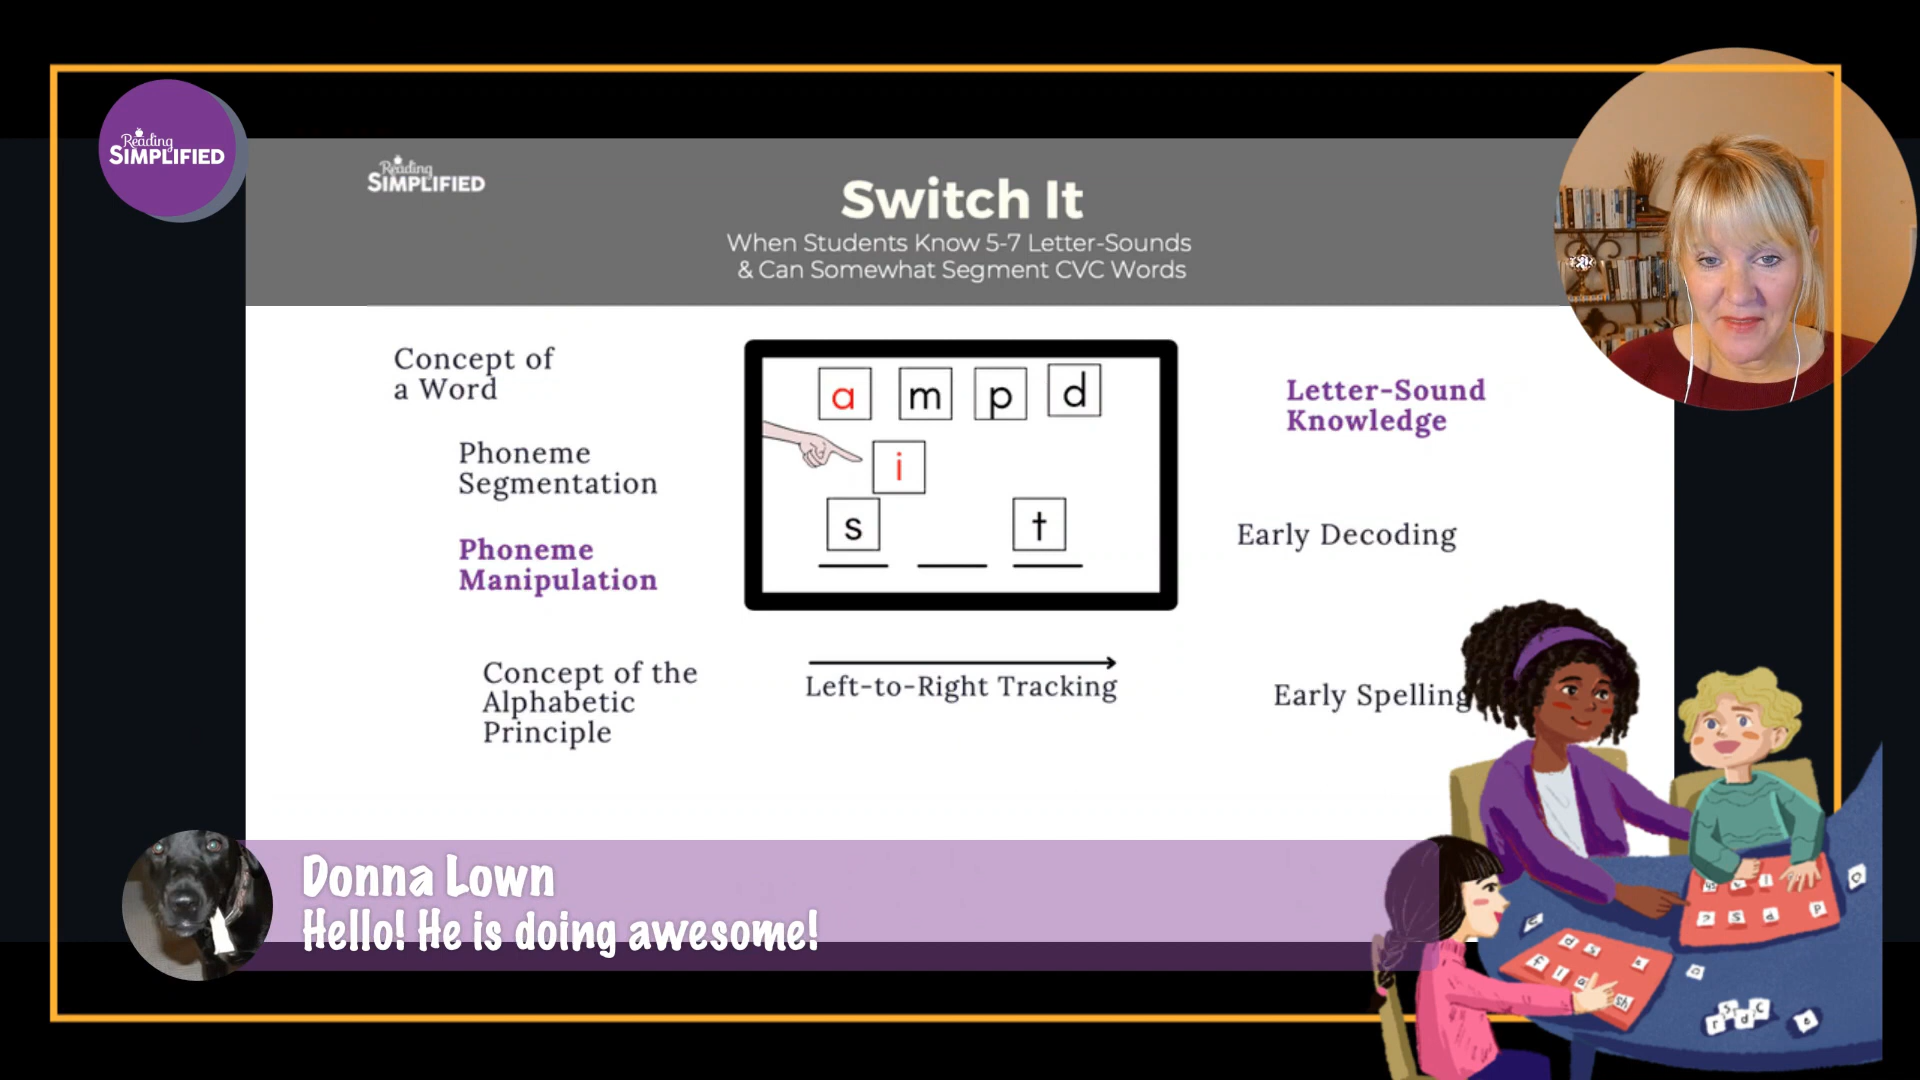 Reading
SIMPLIFIED
Reading
SIMPLIFIED
Switch It
When Students Know 5-7 Letter-Sounds
& Can Somewhat Segment CVC Words
Concept of
a Word
Phoneme
Segmentation
Phoneme
Manipulation
Concept of the
Alphabetic
Principle
a m p d
i
s t
Left-to-Right Tracking
Letter-Sound
Knowledge
Early Decoding
Early Spelling
Donna Lown
Hello! He is doing awesome!
? s d p
d s s
f l a sh
r s d c